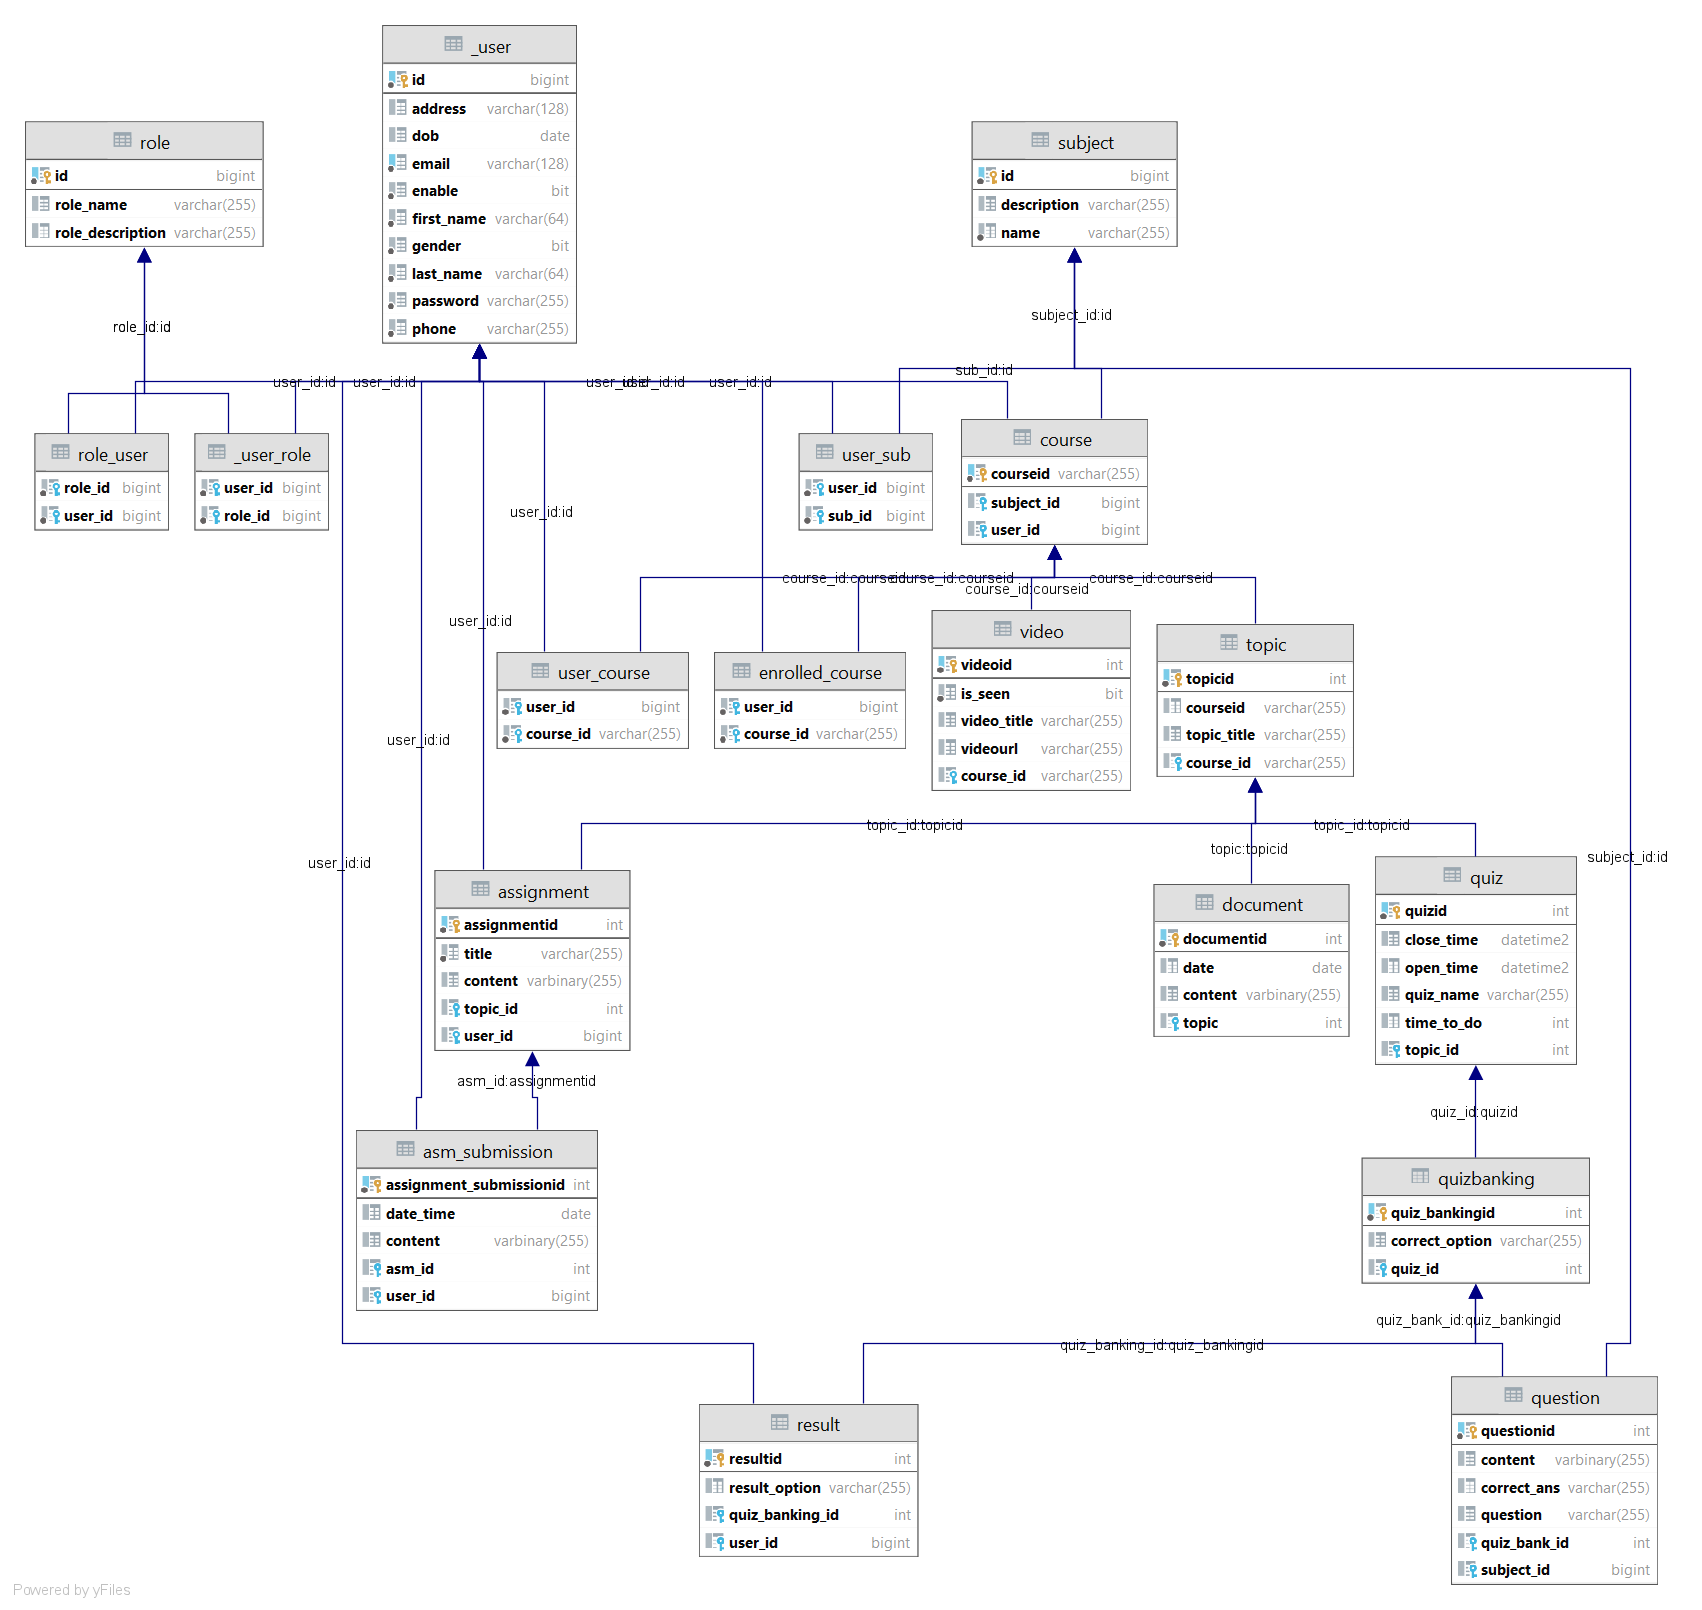 _user
id bigint
address varchar(128)
dob date
email varchar(128)
enable bit
first_name varchar(64)
gender bit
last_name varchar(64)
password varchar(255)
phone varchar(255)
role
id bigint
role_name varchar(255)
role_description varchar(255)
subject
id bigint
description varchar(255)
name varchar(255)
role_id:id
subject_id:id
sub_id:id
user_id:id
user_id:id
user_id:id
user_id:id
user_id:id
role_user
role_id bigint
user_id bigint
_user_role
user_id bigint
role_id bigint
user_sub
user_id bigint
sub_id bigint
course
courseid varchar(255)
subject_id bigint
user_id bigint
user_id:id
course_id:courseid
course_id:courseid
course_id:courseid
course_id:courseid
user_id:id
user_course
user_id bigint
course_id varchar(255)
enrolled_course
user_id bigint
course_id varchar(255)
video
videoid int
is_seen bit
video_title varchar(255)
videourl varchar(255)
course_id varchar(255)
topic
topicid int
courseid varchar(255)
topic_title varchar(255)
course_id varchar(255)
user_id:id
topic_id:topicid
topic_id:topicid
topic:topicid
user_id:id
subject_id:id
assignment
assignmentid int
title varchar(255)
content varbinary(255)
topic_id int
user_id bigint
document
documentid int
date date
content varbinary(255)
topic int
quiz
quizid int
close_time datetime2
open_time datetime2
quiz_name varchar(255)
time_to_do int
topic_id int
asm_id:assignmentid
quiz_id:quizid
asm_submission
assignment_submissionid int
date_time date
content varbinary(255)
asm_id int
user_id bigint
quizbanking
quiz_bankingid int
correct_option varchar(255)
quiz_id int
quiz_bank_id:quiz_bankingid
quiz_banking_id:quiz_bankingid
result
resultid int
result_option varchar(255)
quiz_banking_id int
user_id bigint
question
questionid int
content varbinary(255)
correct_ans varchar(255)
question varchar(255)
quiz_bank_id int
subject_id bigint
Powered by yFiles